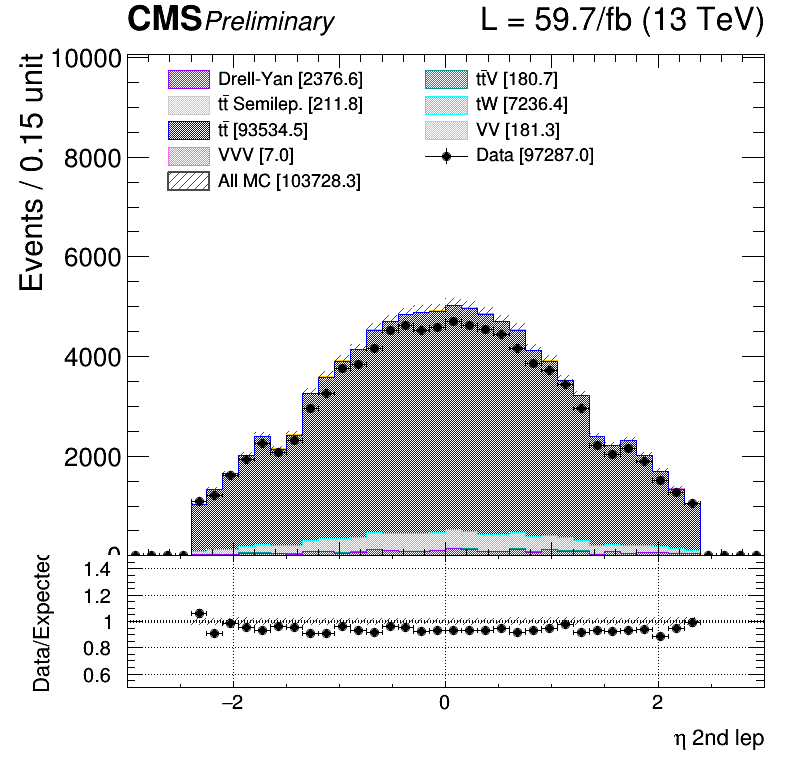 CMS Preliminary L = 59.7/fb (13 TeV)
Events / 0.15 unit
10000
8000
6000
4000
2000
0
Drell-Yan [2376.6]
tt̄ Semilep. [211.8]
tt̄ [93534.5]
VVV [7.0]
All MC [103728.3]
tt̄V [180.7]
tW [7236.4]
VV [181.3]
Data [97287.0]
Data/Expected
1.4
1.2
1
0.8
0.6
−2 0 2
η 2nd lep